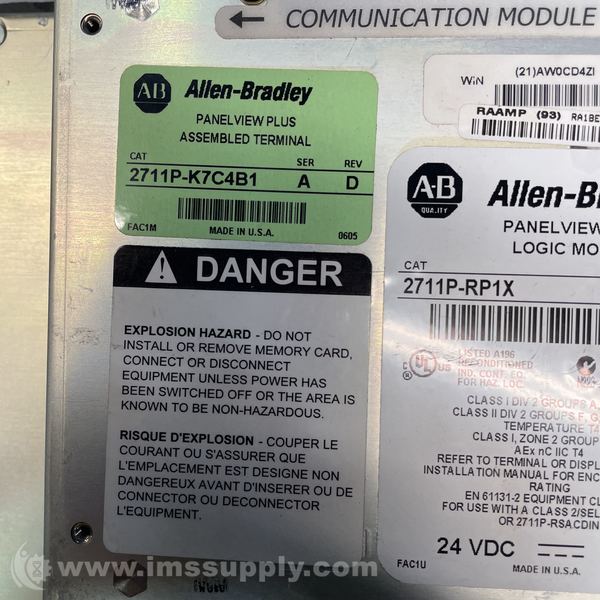 COMMUNICATION MODULE
AB Allen-Bradley
PANELVIEW PLUS
ASSEMBLED TERMINAL
CAT SER REV
2711P-K7C4B1 A D
FAC1M MADE IN U.S.A. 0605
DANGER
EXPLOSION HAZARD - DO NOT
INSTALL OR REMOVE MEMORY CARD,
CONNECT OR DISCONNECT
EQUIPMENT UNLESS POWER HAS
BEEN SWITCHED OFF OR THE AREA IS
KNOWN TO BE NON-HAZARDOUS.
RISQUE D'EXPLOSION - COUPER LE
COURANT OU S'ASSURER QUE
L'EMPLACEMENT EST DESIGNE NON
DANGEREUX AVANT D'INSERER OU DE
CONNECTOR OU DECONNECTOR
L'EQUIPMENT.
WiN (21)AW0CD4ZI
RAAMP (93) RA1BE
A-B QUALITY
Allen-B
PANELVIEW
LOGIC MO
CAT
2711P-RP1X
c UL us LISTED A196
RECONDITIONED
IND. CONT. EQ.
FOR HAZ. LOC.
CLASS I DIV 2 GROUPS A,
CLASS II DIV 2 GROUPS F, G
TEMPERATURE T4
CLASS I, ZONE 2 GROUP
AEx nC IIC T4
REFER TO TERMINAL OR DISPL
INSTALLATION MANUAL FOR EN
RATING
EN 61131-2 EQUIPMENT CL
FOR USE WITH A CLASS 2/SEL
OR 2711P-RSACDIN
24 VDC
FAC1U MADE IN U.S.A.
www.imssupply.com